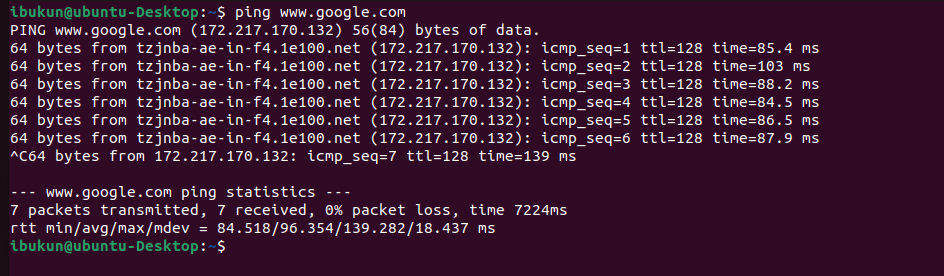 ibukun@ubuntu-Desktop:~$ ping www.google.com
PING www.google.com (172.217.170.132) 56(84) bytes of data.
64 bytes from tzjnba-ae-in-f4.1e100.net (172.217.170.132): icmp_seq=1 ttl=128 time=85.4 ms
64 bytes from tzjnba-ae-in-f4.1e100.net (172.217.170.132): icmp_seq=2 ttl=128 time=103 ms
64 bytes from tzjnba-ae-in-f4.1e100.net (172.217.170.132): icmp_seq=3 ttl=128 time=88.2 ms
64 bytes from tzjnba-ae-in-f4.1e100.net (172.217.170.132): icmp_seq=4 ttl=128 time=84.5 ms
64 bytes from tzjnba-ae-in-f4.1e100.net (172.217.170.132): icmp_seq=5 ttl=128 time=86.5 ms
64 bytes from tzjnba-ae-in-f4.1e100.net (172.217.170.132): icmp_seq=6 ttl=128 time=87.9 ms
^C64 bytes from 172.217.170.132: icmp_seq=7 ttl=128 time=139 ms
--- www.google.com ping statistics ---
7 packets transmitted, 7 received, 0% packet loss, time 7224ms
rtt min/avg/max/mdev = 84.518/96.354/139.282/18.437 ms
ibukun@ubuntu-Desktop:~$